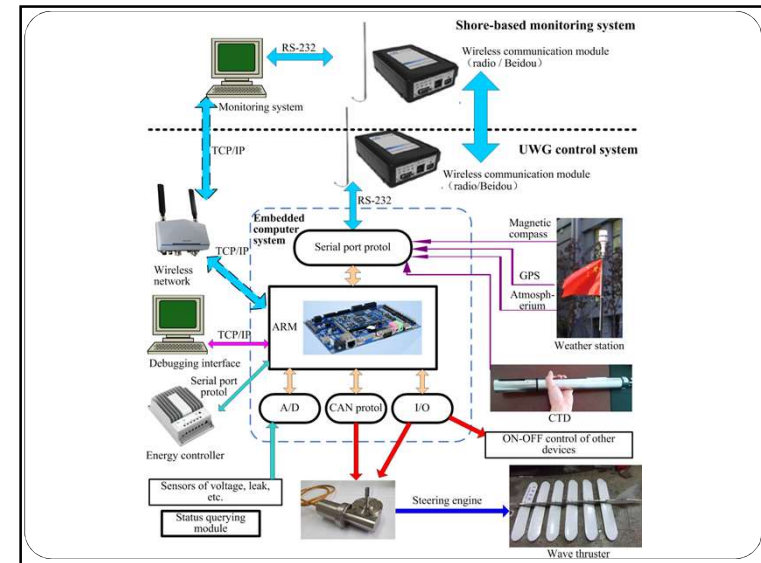 Shore-based monitoring system
RS-232
Wireless communication module
（radio / Beidou）
Monitoring system
TCP/IP
UWG control system
Wireless communication module
（radio/Beidou）
RS-232
Embedded
computer
system
Serial port protol
Magnetic
compass
GPS
Atmosph-
erium
Weather station
Wireless
network
TCP/IP
ARM
TCP/IP
Debugging interface
Serial port
protol
A/D
CAN protol
I/O
CTD
Energy controller
ON-OFF control of other
devices
Sensors of voltage, leak,
etc.
Status querying
module
Steering engine
Wave thruster